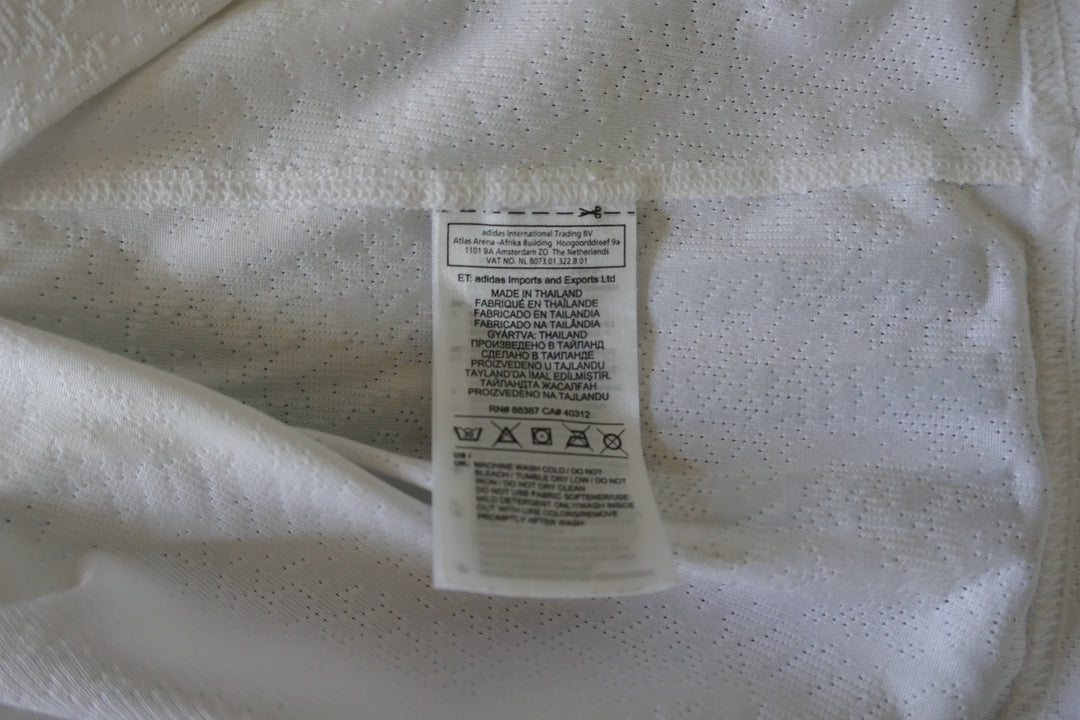 adidas International Trading BV
Atlas Arena -Afrika Building Hoogoorddreef 9a
1101 BA Amsterdam ZO The Netherlands
VAT NO. NL 8073.01.322.B.01
ET: adidas Imports and Exports Ltd
MADE IN THAILAND
FABRIQUÉ EN THAÏLANDE
FABRICADO EN TAILANDIA
FABRICADO NA TAILÂNDIA
GYÁRTVA: THAILAND
ПРОИЗВЕДЕНО В ТАЙЛАНД
СДЕЛАНО В ТАИЛАНДЕ
PROIZVEDENO U TAJLANDU
TAYLAND'DA İMAL EDİLMİŞTİR.
ТАЙЛАНДТА ЖАСАЛҒАН
PROIZVEDENO NA TAJLANDU
RN# 88387 CA# 40312
US /
UK: MACHINE WASH COLD / DO NOT
BLEACH / TUMBLE DRY LOW / DO NOT
IRON / DO NOT DRY CLEAN
DO NOT USE FABRIC SOFTENER/USE
MILD DETERGENT ONLY/WASH INSIDE
OUT WITH LIKE COLORS/REMOVE
PROMPTLY AFTER WASH